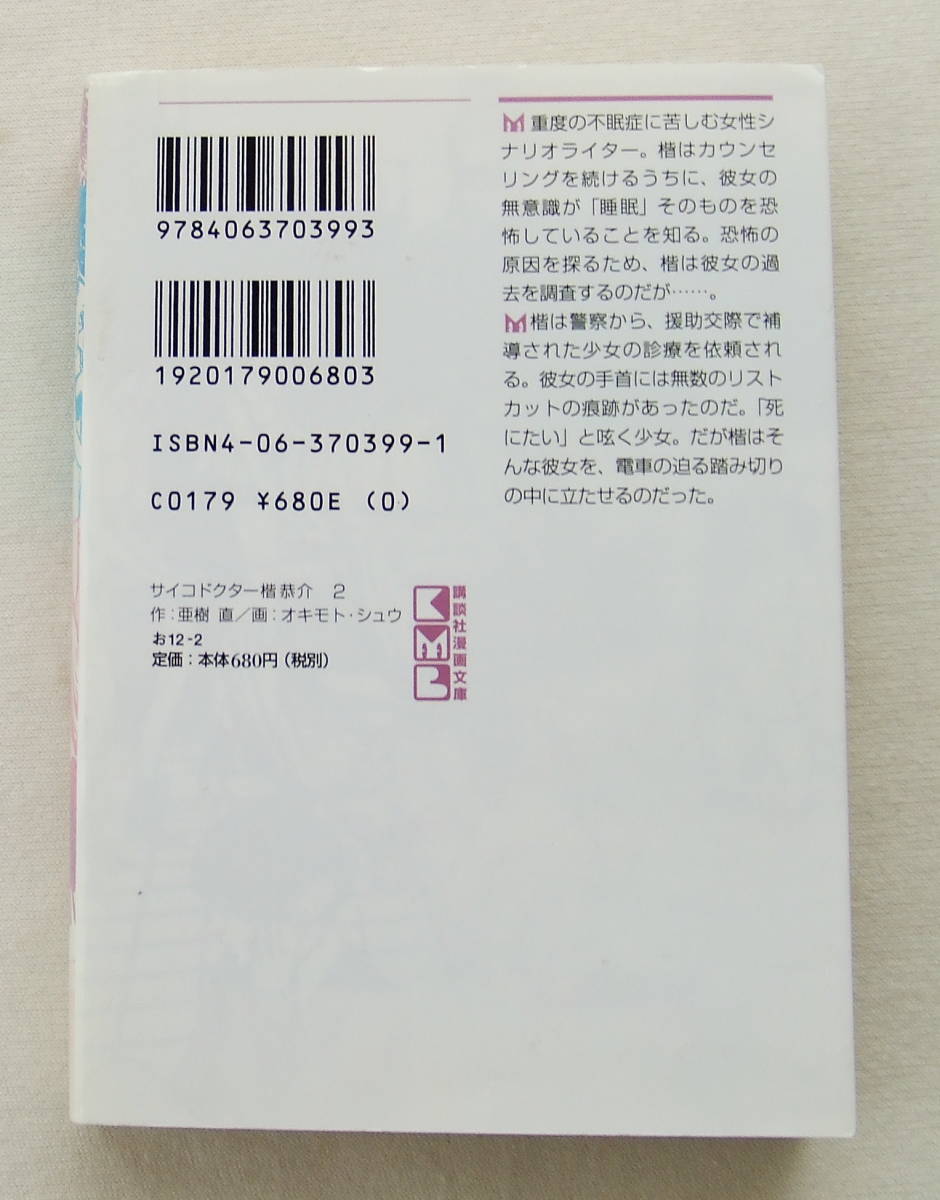 9784063703993
1920179006803
ISBN4-06-370399-1
C0179 ¥680E (0)
重度の不眠症に苦しむ女性シ
ナリオライター。楷はカウンセ
リングを続けるうちに、彼女の
無意識が「睡眠」そのものを恐
怖していることを知る。恐怖の
原因を探るため、楷は彼女の過
去を調査するのだが……。
楷は警察から、援助交際で補
導された少女の診療を依頼され
る。彼女の手首には無数のリスト
カットの痕跡があったのだ。「死
にたい」と呟く少女。だが楷はそ
んな彼女を、電車の迫る踏み切り
の中に立たせるのだった。
サイコドクター楷恭介 2
作:亜樹 直/画:オキモト・シュウ
お12-2
定価:本体680円(税別)
KMB
講談社漫画文庫